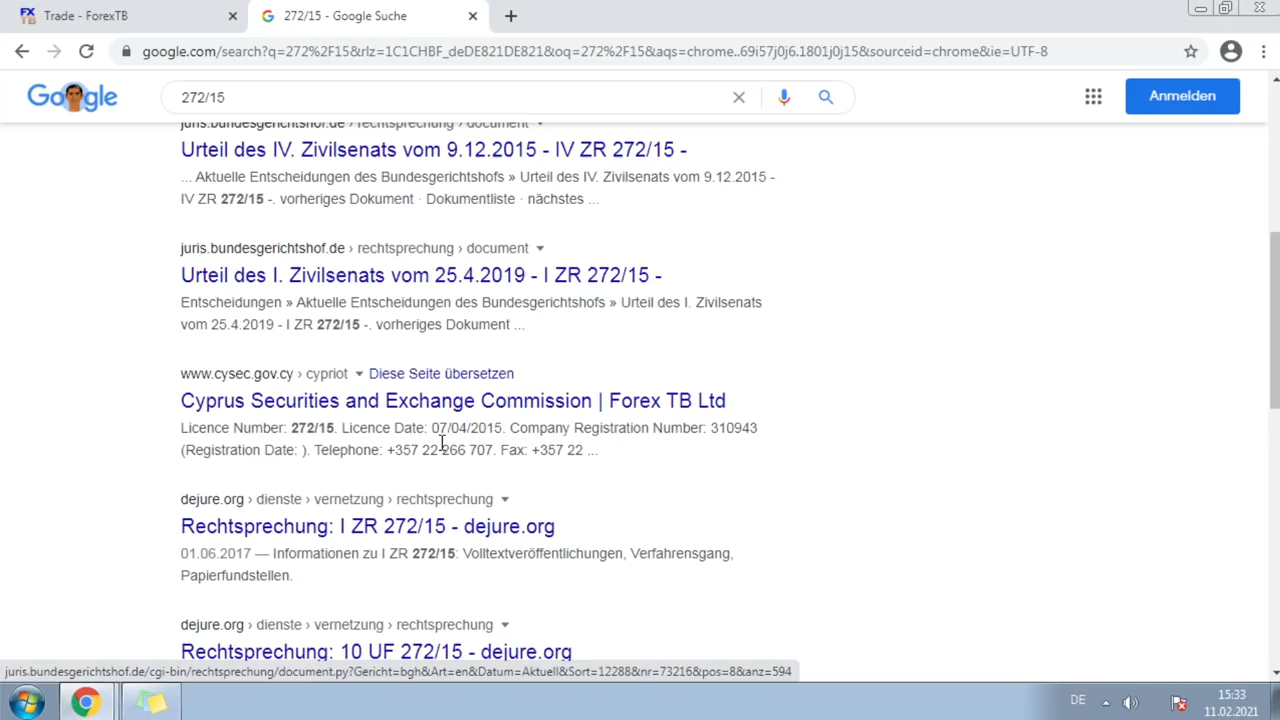 Trade - ForexTB
272/15 - Google Suche
google.com/search?q=272%2F15&rlz=1C1CHBF_deDE821DE821&oq=272%2F15&aqs=chrome..69i57j0j6.1801j0j15&sourceid=chrome&ie=UTF-8
Google
272/15
Anmelden
juris.bundesgerichtshof.de › rechtsprechung › document
Urteil des IV. Zivilsenats vom 9.12.2015 - IV ZR 272/15 -
... Aktuelle Entscheidungen des Bundesgerichtshofs » Urteil des IV. Zivilsenats vom 9.12.2015 -
IV ZR 272/15 -. vorheriges Dokument · Dokumentliste · nächstes ...
juris.bundesgerichtshof.de › rechtsprechung › document
Urteil des I. Zivilsenats vom 25.4.2019 - I ZR 272/15 -
Entscheidungen » Aktuelle Entscheidungen des Bundesgerichtshofs » Urteil des I. Zivilsenats
vom 25.4.2019 - I ZR 272/15 -. vorheriges Dokument ...
www.cysec.gov.cy › cypriot Diese Seite übersetzen
Cyprus Securities and Exchange Commission | Forex TB Ltd
Licence Number: 272/15. Licence Date: 07/04/2015. Company Registration Number: 310943
(Registration Date: ). Telephone: +357 22 266 707. Fax: +357 22 ...
dejure.org › dienste › vernetzung › rechtsprechung
Rechtsprechung: I ZR 272/15 - dejure.org
01.06.2017 — Informationen zu I ZR 272/15: Volltextveröffentlichungen, Verfahrensgang,
Papierfundstellen.
dejure.org › dienste › vernetzung › rechtsprechung
Rechtsprechung: 10 UF 272/15 - dejure.org
juris.bundesgerichtshof.de/cgi-bin/rechtsprechung/document.py?Gericht=bgh&Art=en&Datum=Aktuell&Sort=12288&nr=73216&pos=8&anz=594
DE
15:33
11.02.2021